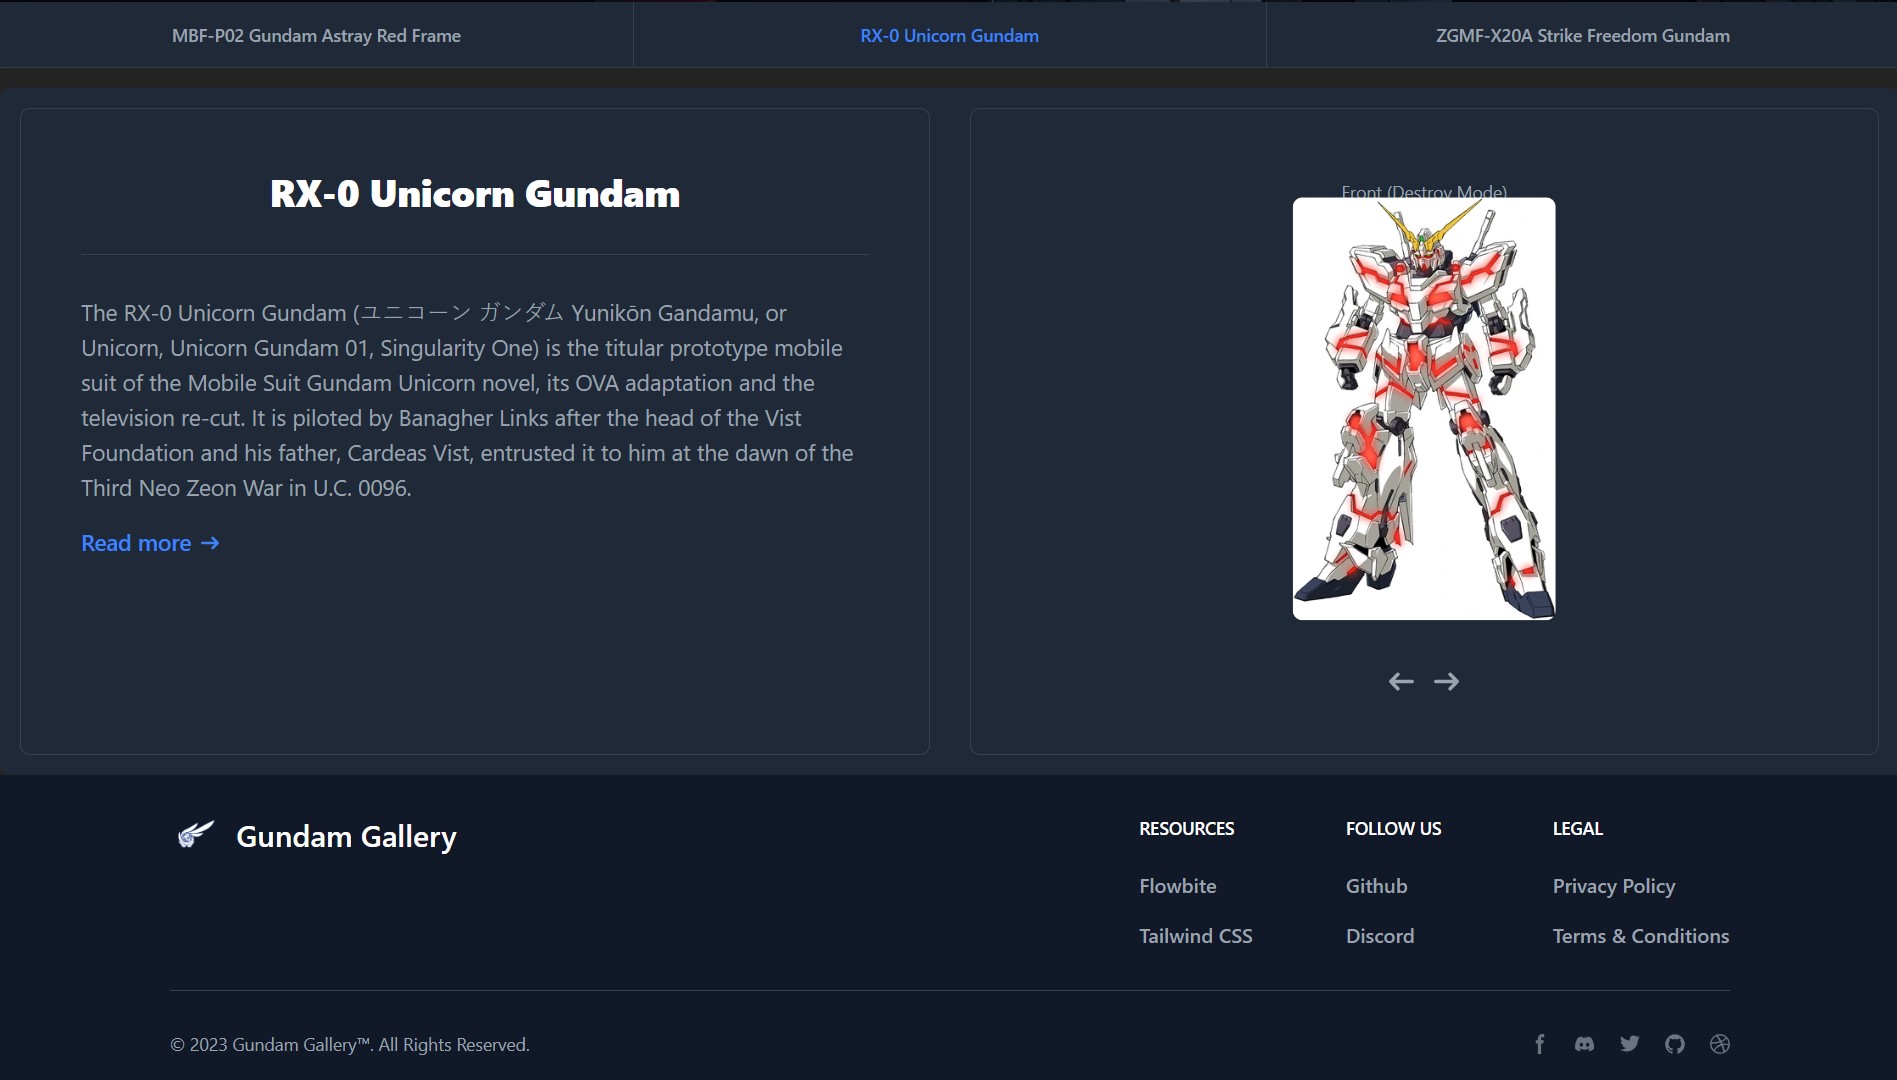 MBF-P02 Gundam Astray Red Frame
RX-0 Unicorn Gundam
ZGMF-X20A Strike Freedom Gundam
RX-0 Unicorn Gundam
The RX-0 Unicorn Gundam (ユニコーン ガンダム Yunikōn Gandamu, or
Unicorn, Unicorn Gundam 01, Singularity One) is the titular prototype mobile
suit of the Mobile Suit Gundam Unicorn novel, its OVA adaptation and the
television re-cut. It is piloted by Banagher Links after the head of the Vist
Foundation and his father, Cardeas Vist, entrusted it to him at the dawn of the
Third Neo Zeon War in U.C. 0096.
Read more →
Front (Destroy Mode)
Gundam Gallery
RESOURCES
Flowbite
Tailwind CSS
FOLLOW US
Github
Discord
LEGAL
Privacy Policy
Terms & Conditions
© 2023 Gundam Gallery™. All Rights Reserved.